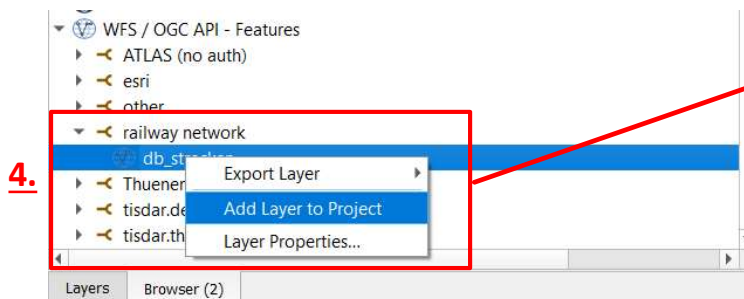 WFS / OGC API - Features
ATLAS (no auth)
esri
other
railway network
4.
Export Layer
Thuenen
Add Layer to Project
tisdar.de
tisdar.th
Layer Properties...
Layers Browser (2)